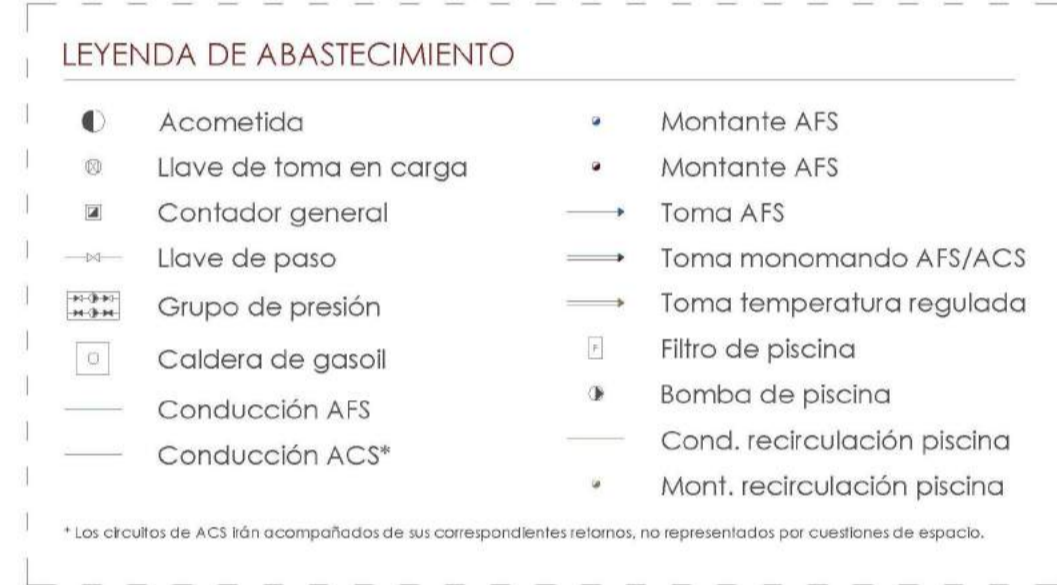 LEYENDA DE ABASTECIMIENTO
Acometida
Llave de toma en carga
Contador general
Llave de paso
Grupo de presión
Caldera de gasoil
Conducción AFS
Conducción ACS*
Montante AFS
Montante AFS
Toma AFS
Toma monomando AFS/ACS
Toma temperatura regulada
F
Filtro de piscina
Bomba de piscina
Cond. recirculación piscina
Mont. recirculación piscina
* Los circuitos de ACS irán acompañados de sus correspondientes retornos, no representados por cuestiones de espacio.